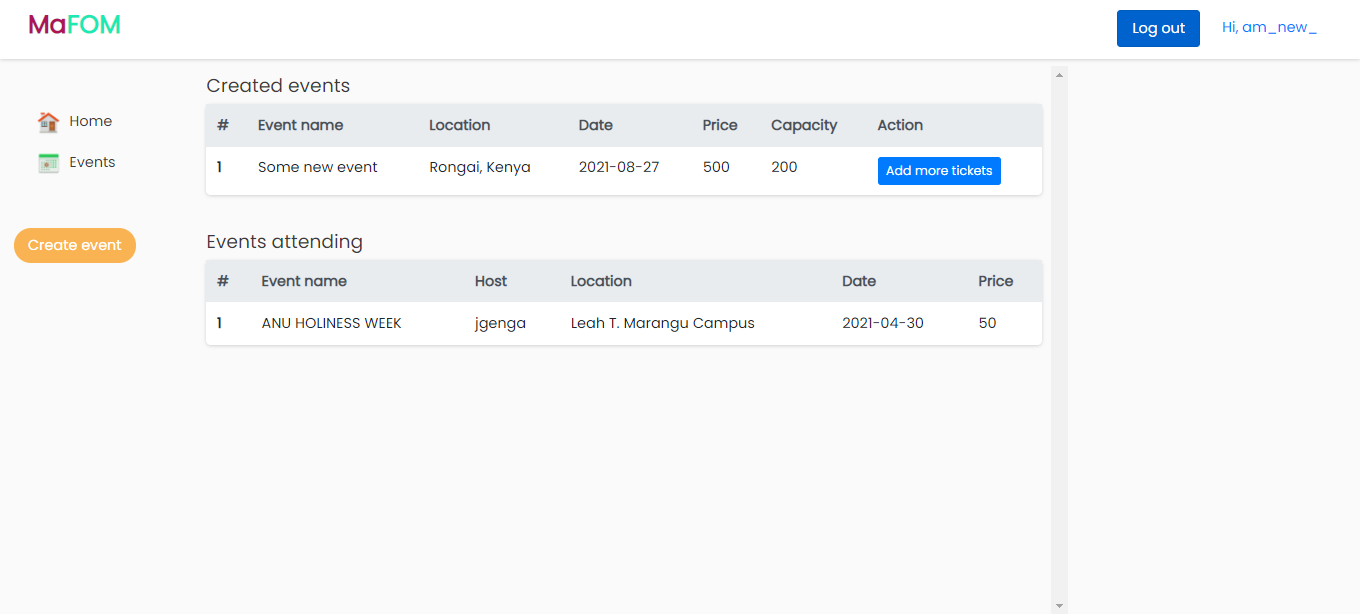 MaFOM
Log out
Hi, am_new_
Home
Events
Create event
Created events
# Event name Location Date Price Capacity Action
1 Some new event Rongai, Kenya 2021-08-27 500 200 Add more tickets
Events attending
# Event name Host Location Date Price
1 ANU HOLINESS WEEK jgenga Leah T. Marangu Campus 2021-04-30 50